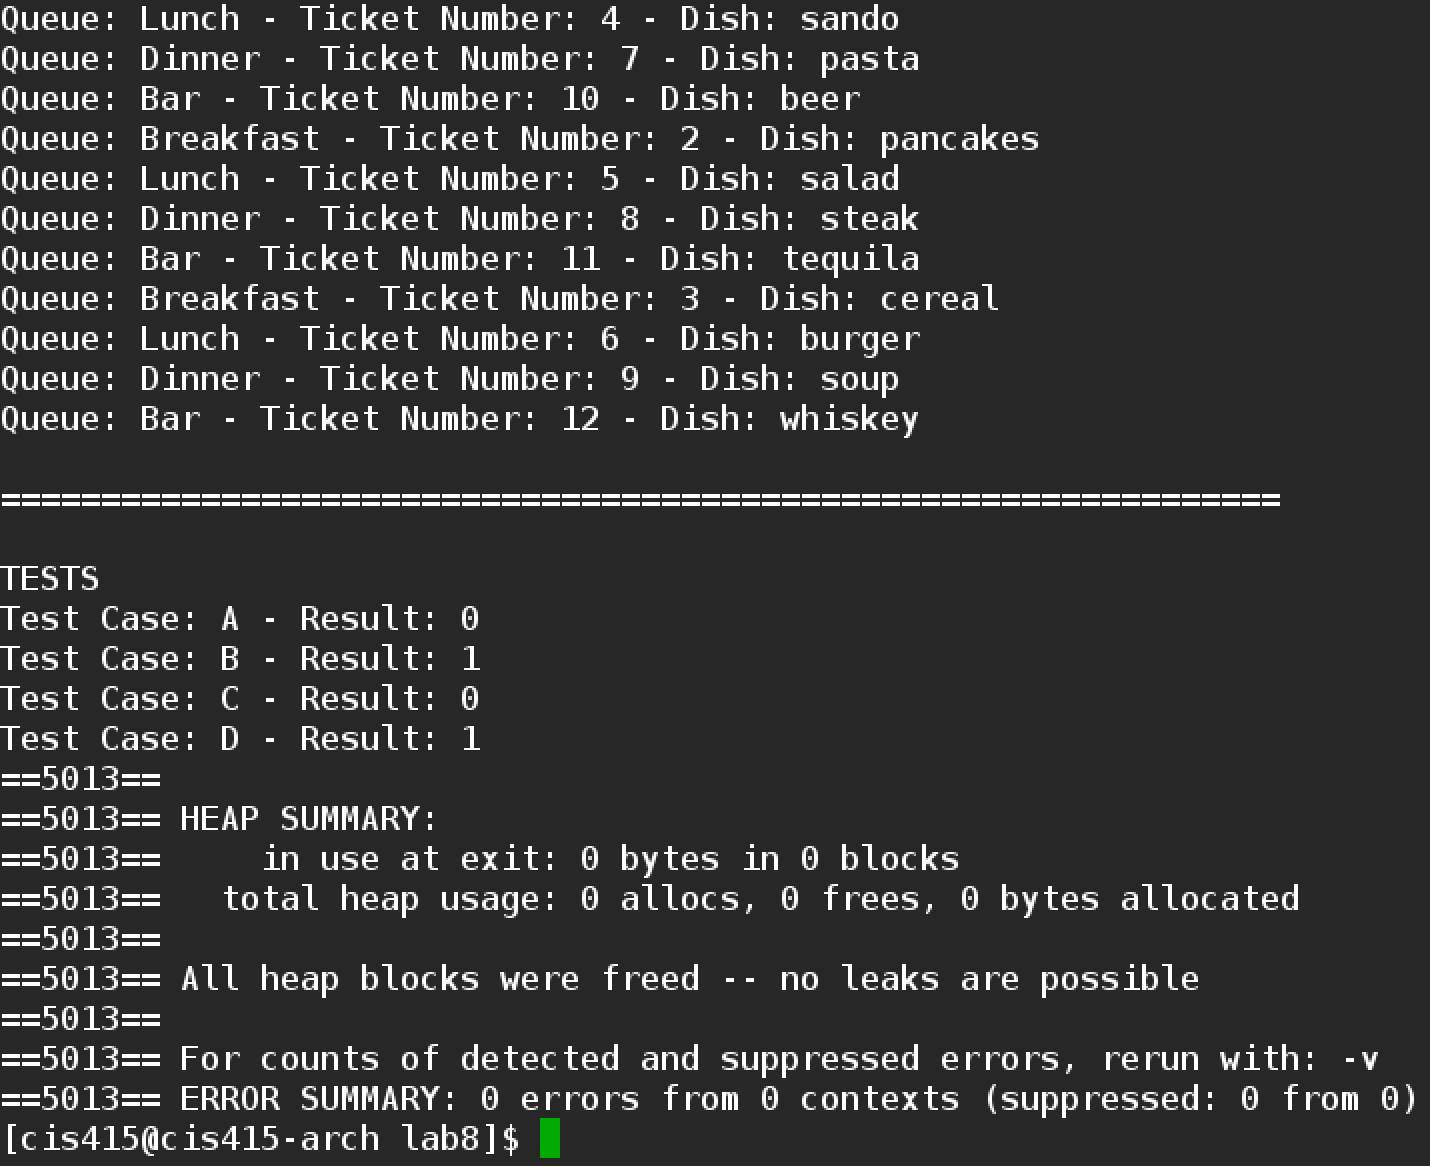 Queue: Lunch - Ticket Number: 4 - Dish: sando
Queue: Dinner - Ticket Number: 7 - Dish: pasta
Queue: Bar - Ticket Number: 10 - Dish: beer
Queue: Breakfast - Ticket Number: 2 - Dish: pancakes
Queue: Lunch - Ticket Number: 5 - Dish: salad
Queue: Dinner - Ticket Number: 8 - Dish: steak
Queue: Bar - Ticket Number: 11 - Dish: tequila
Queue: Breakfast - Ticket Number: 3 - Dish: cereal
Queue: Lunch - Ticket Number: 6 - Dish: burger
Queue: Dinner - Ticket Number: 9 - Dish: soup
Queue: Bar - Ticket Number: 12 - Dish: whiskey
================================================================
TESTS
Test Case: A - Result: 0
Test Case: B - Result: 1
Test Case: C - Result: 0
Test Case: D - Result: 1
==5013==
==5013== HEAP SUMMARY:
==5013==     in use at exit: 0 bytes in 0 blocks
==5013==   total heap usage: 0 allocs, 0 frees, 0 bytes allocated
==5013==
==5013== All heap blocks were freed -- no leaks are possible
==5013==
==5013== For counts of detected and suppressed errors, rerun with: -v
==5013== ERROR SUMMARY: 0 errors from 0 contexts (suppressed: 0 from 0)
[cis415@cis415-arch lab8]$